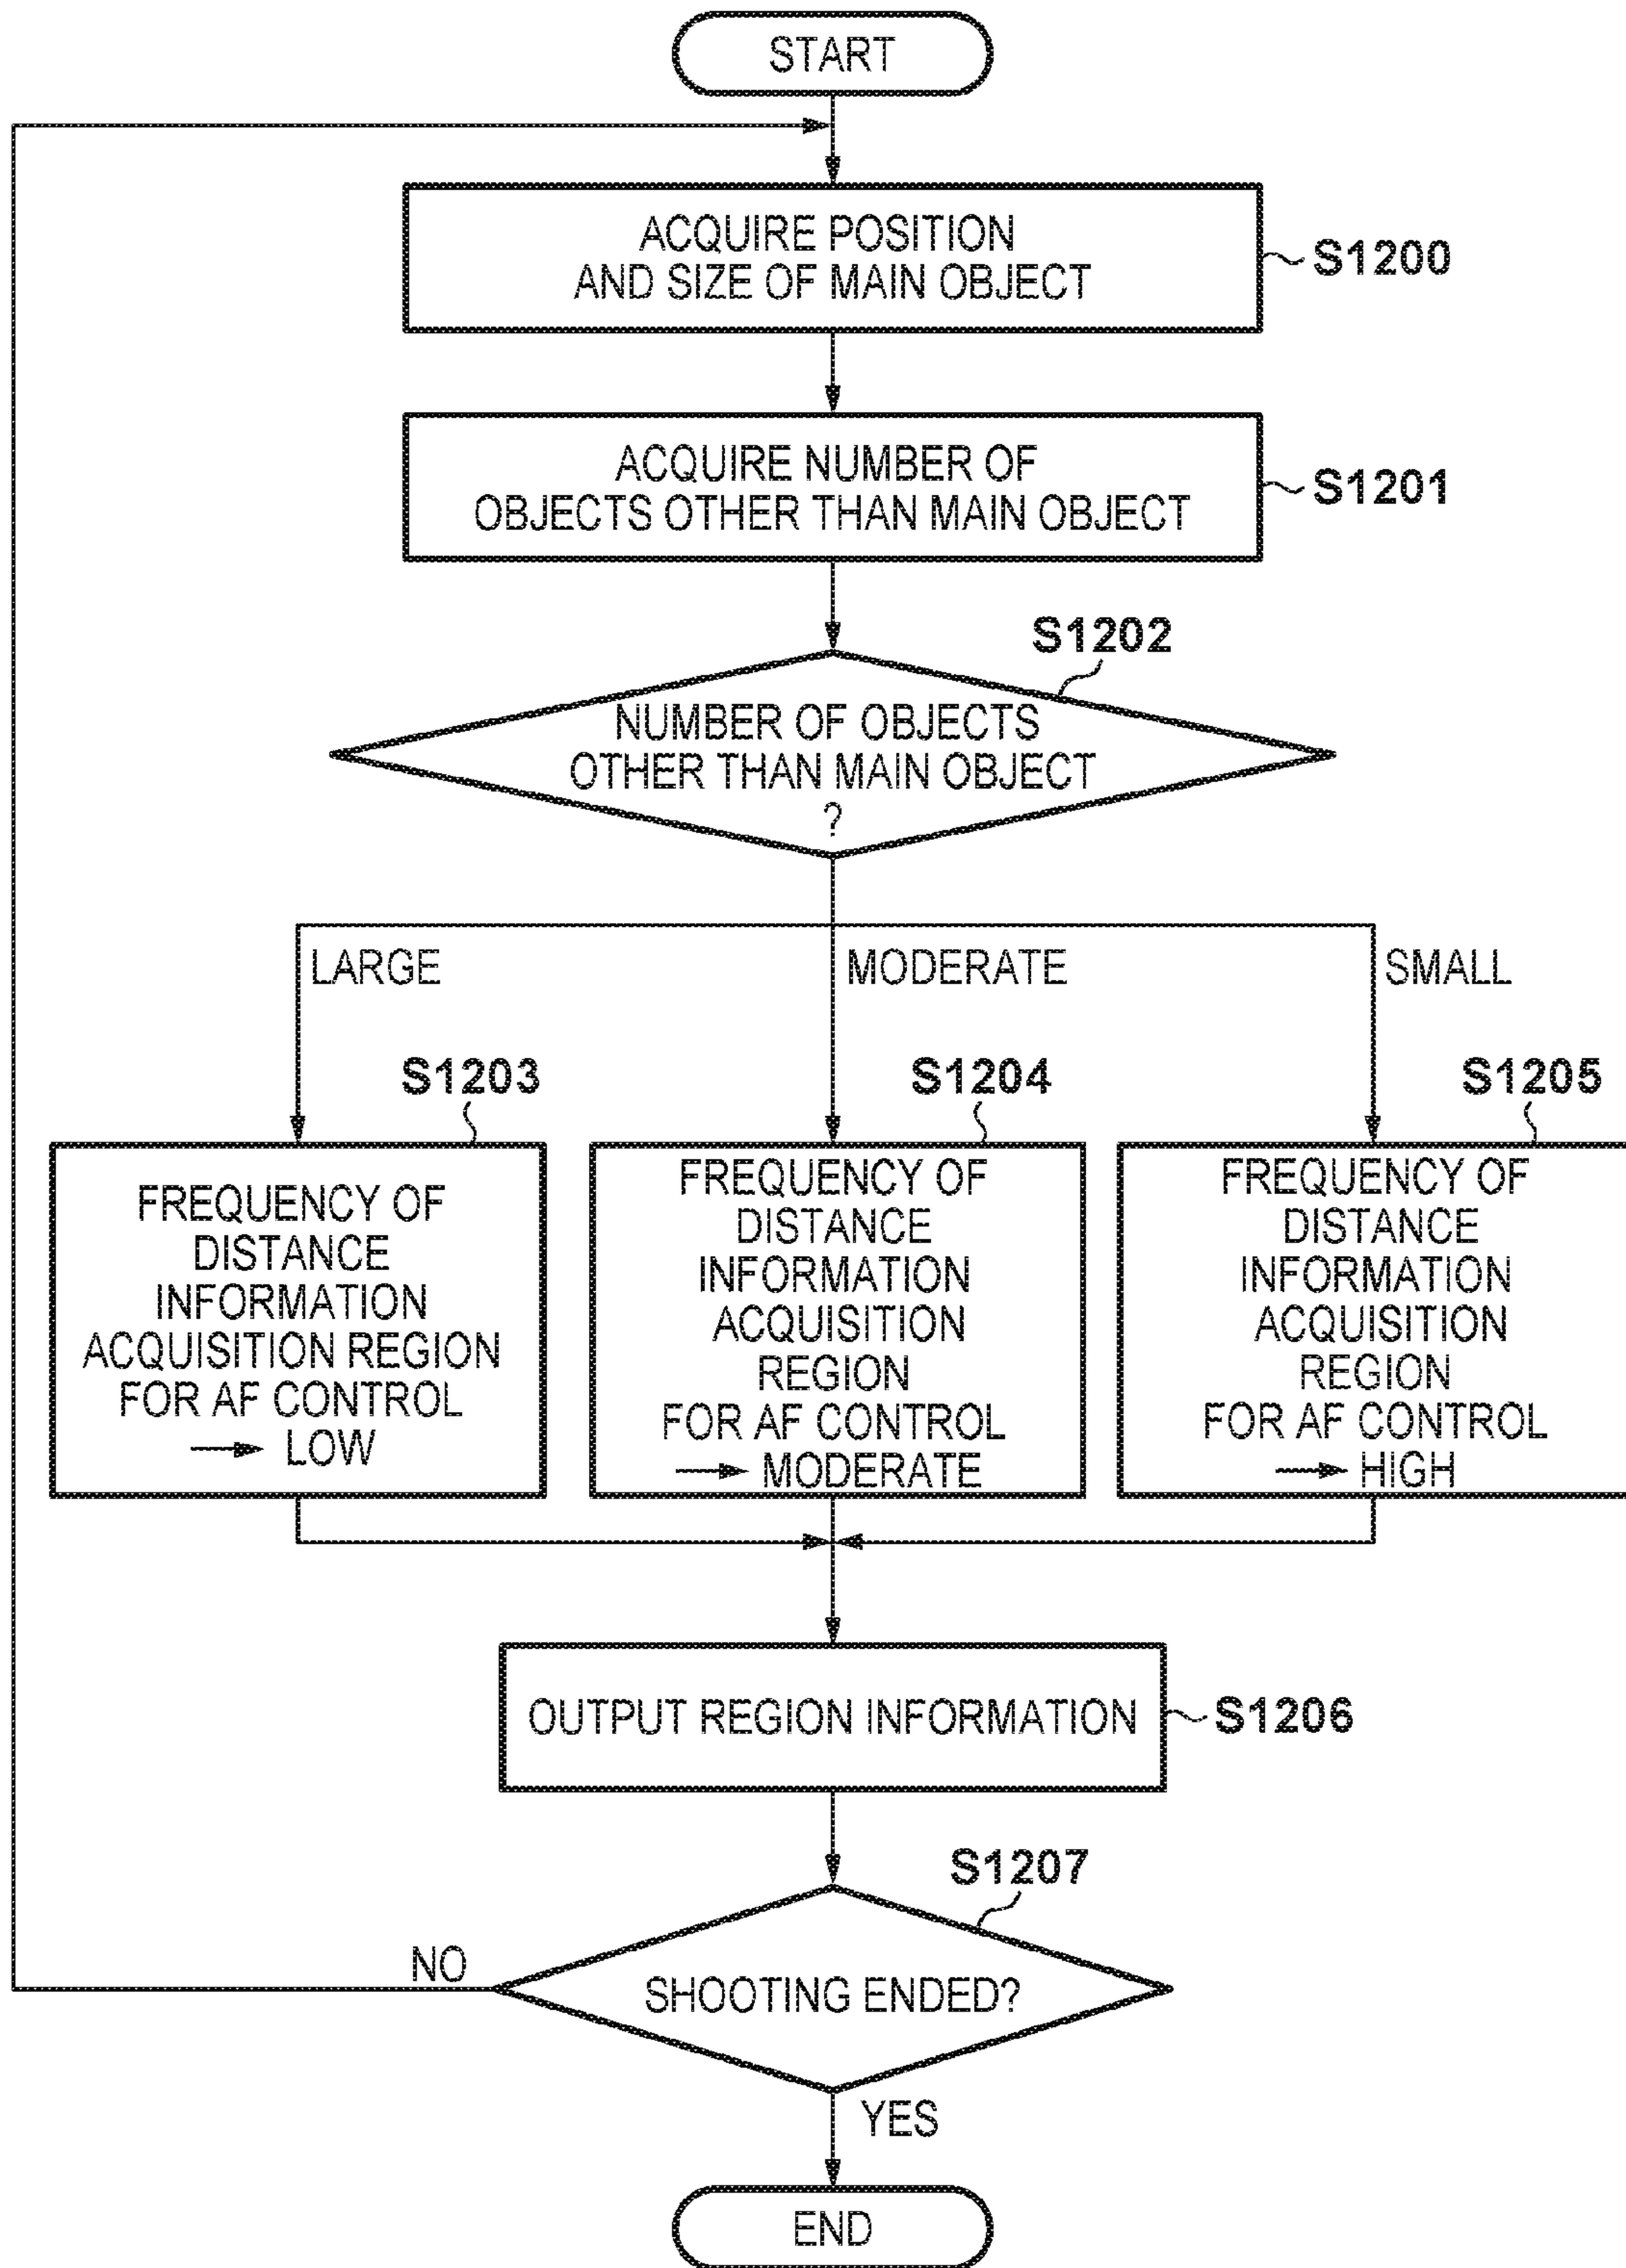 START
ACQUIRE POSITION
AND SIZE OF MAIN OBJECT
S1200
ACQUIRE NUMBER OF
OBJECTS OTHER THAN MAIN OBJECT
S1201
S1202
NUMBER OF OBJECTS
OTHER THAN MAIN OBJECT
?
LARGE
MODERATE
SMALL
S1203
FREQUENCY OF
DISTANCE
INFORMATION
ACQUISITION REGION
FOR AF CONTROL
→ LOW
S1204
FREQUENCY OF
DISTANCE
INFORMATION
ACQUISITION
REGION
FOR AF CONTROL
→ MODERATE
S1205
FREQUENCY OF
DISTANCE
INFORMATION
ACQUISITION
REGION
FOR AF CONTROL
→ HIGH
OUTPUT REGION INFORMATION
S1206
S1207
SHOOTING ENDED?
NO
YES
END